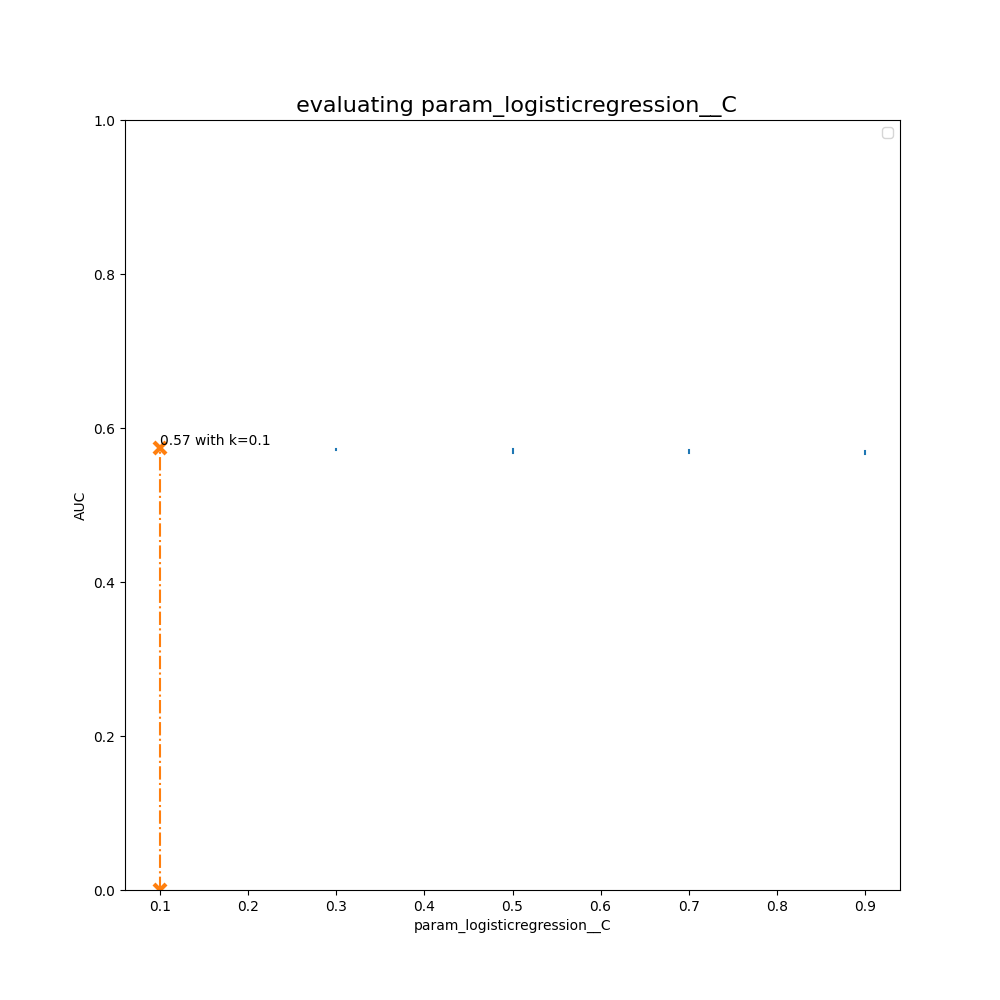 evaluating param_logisticregression__C
1.0
0.8
0.6
0.57 with k=0.1
AUC
0.4
0.2
0.0
0.1 0.2 0.3 0.4 0.5 0.6 0.7 0.8 0.9
param_logisticregression__C